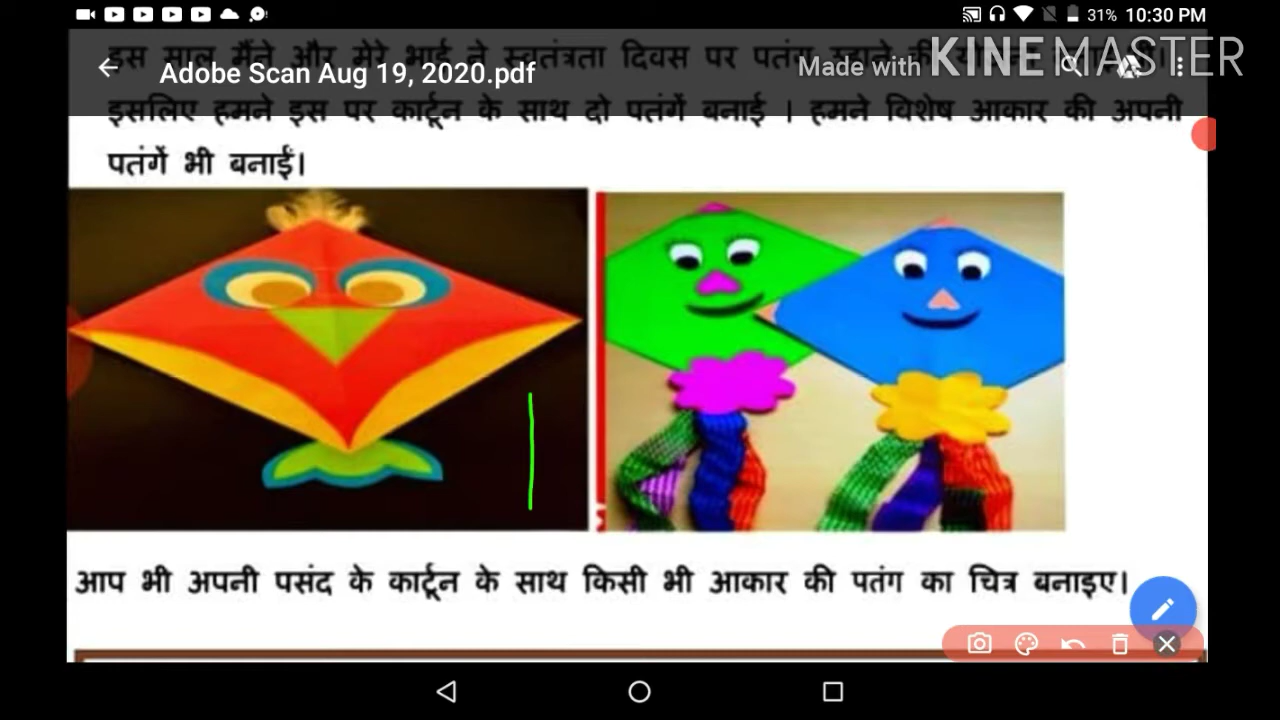 31% 10:30 PM
Adobe Scan Aug 19, 2020.pdf
Made with KINEMASTER
इस साल मैंने और मेरे भाई ने स्वतंत्रता दिवस पर पतंग उड़ाने की
इसलिए हमने इस पर कार्टून के साथ दो पतंगें बनाई । हमने विशेष आकार की अपनी
पतंगें भी बनाईं।
आप भी अपनी पसंद के कार्टून के साथ किसी भी आकार की पतंग का चित्र बनाइए।